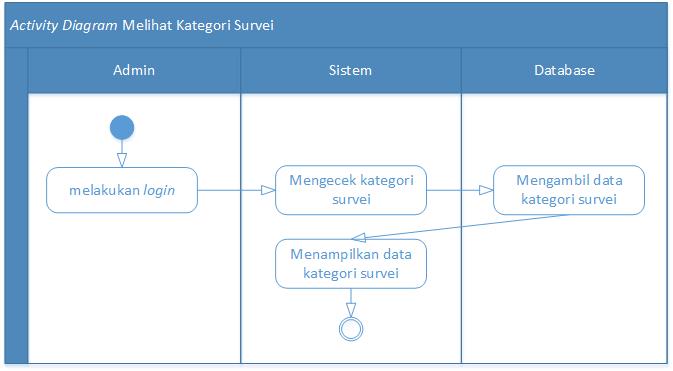 Activity Diagram Melihat Kategori Survei
Admin
Sistem
Database
melakukan login
Mengecek kategori
survei
Mengambil data
kategori survei
Menampilkan data
kategori survei